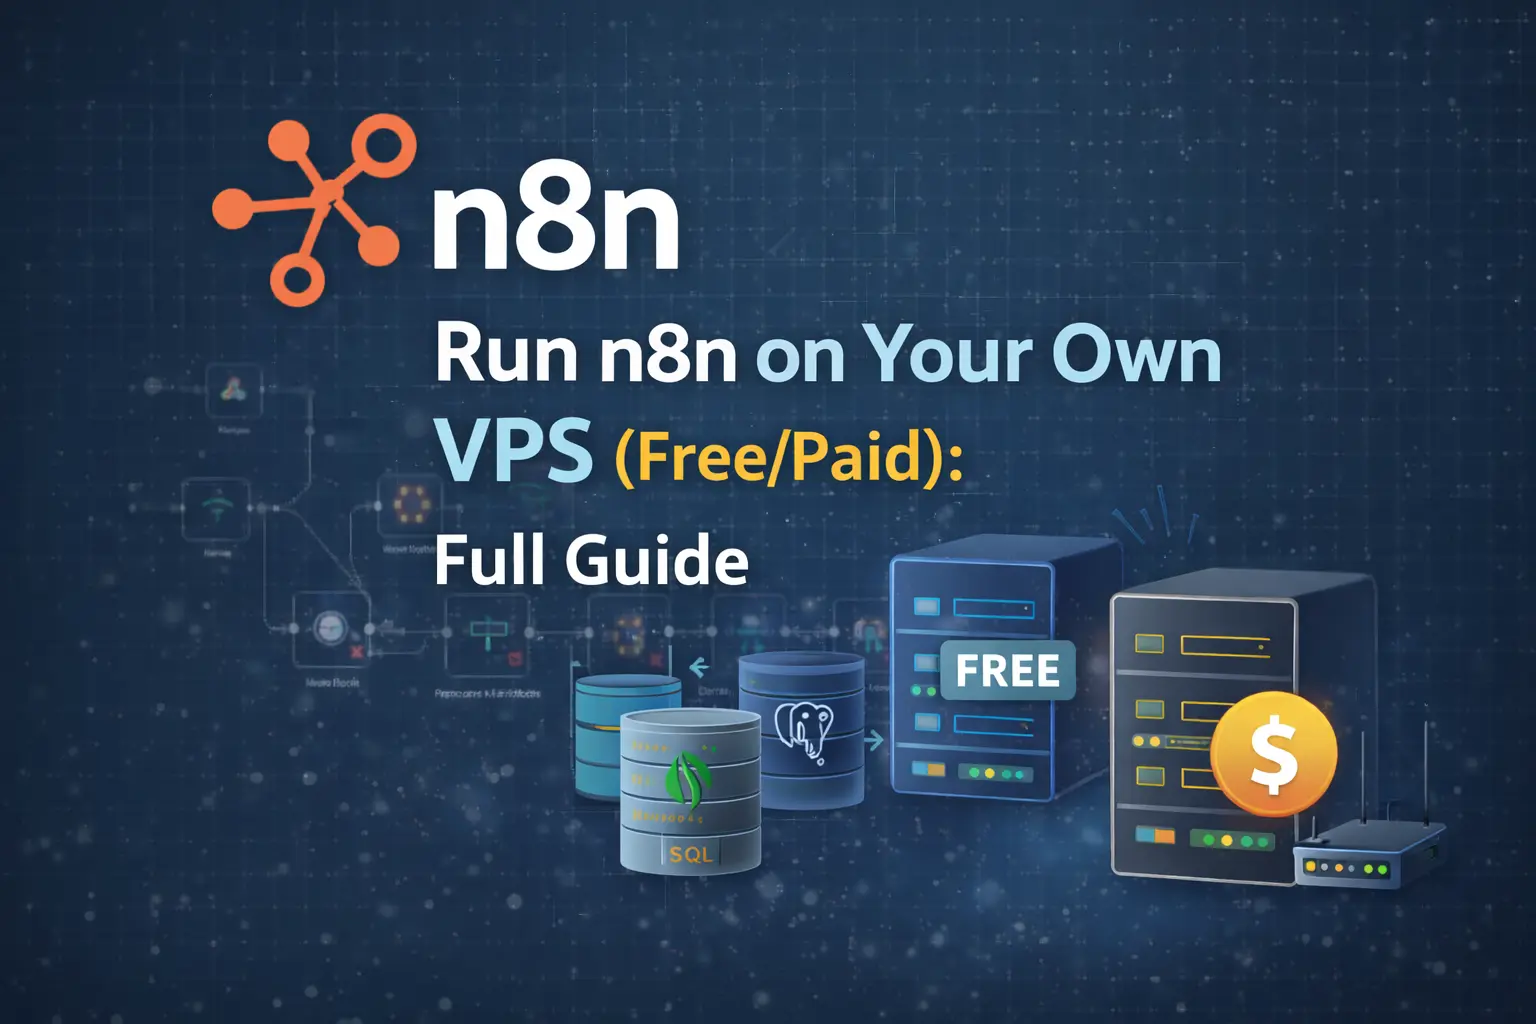 n8n
Run n8n on Your Own
VPS (Free/Paid):
Full Guide
FREE
$
SQL